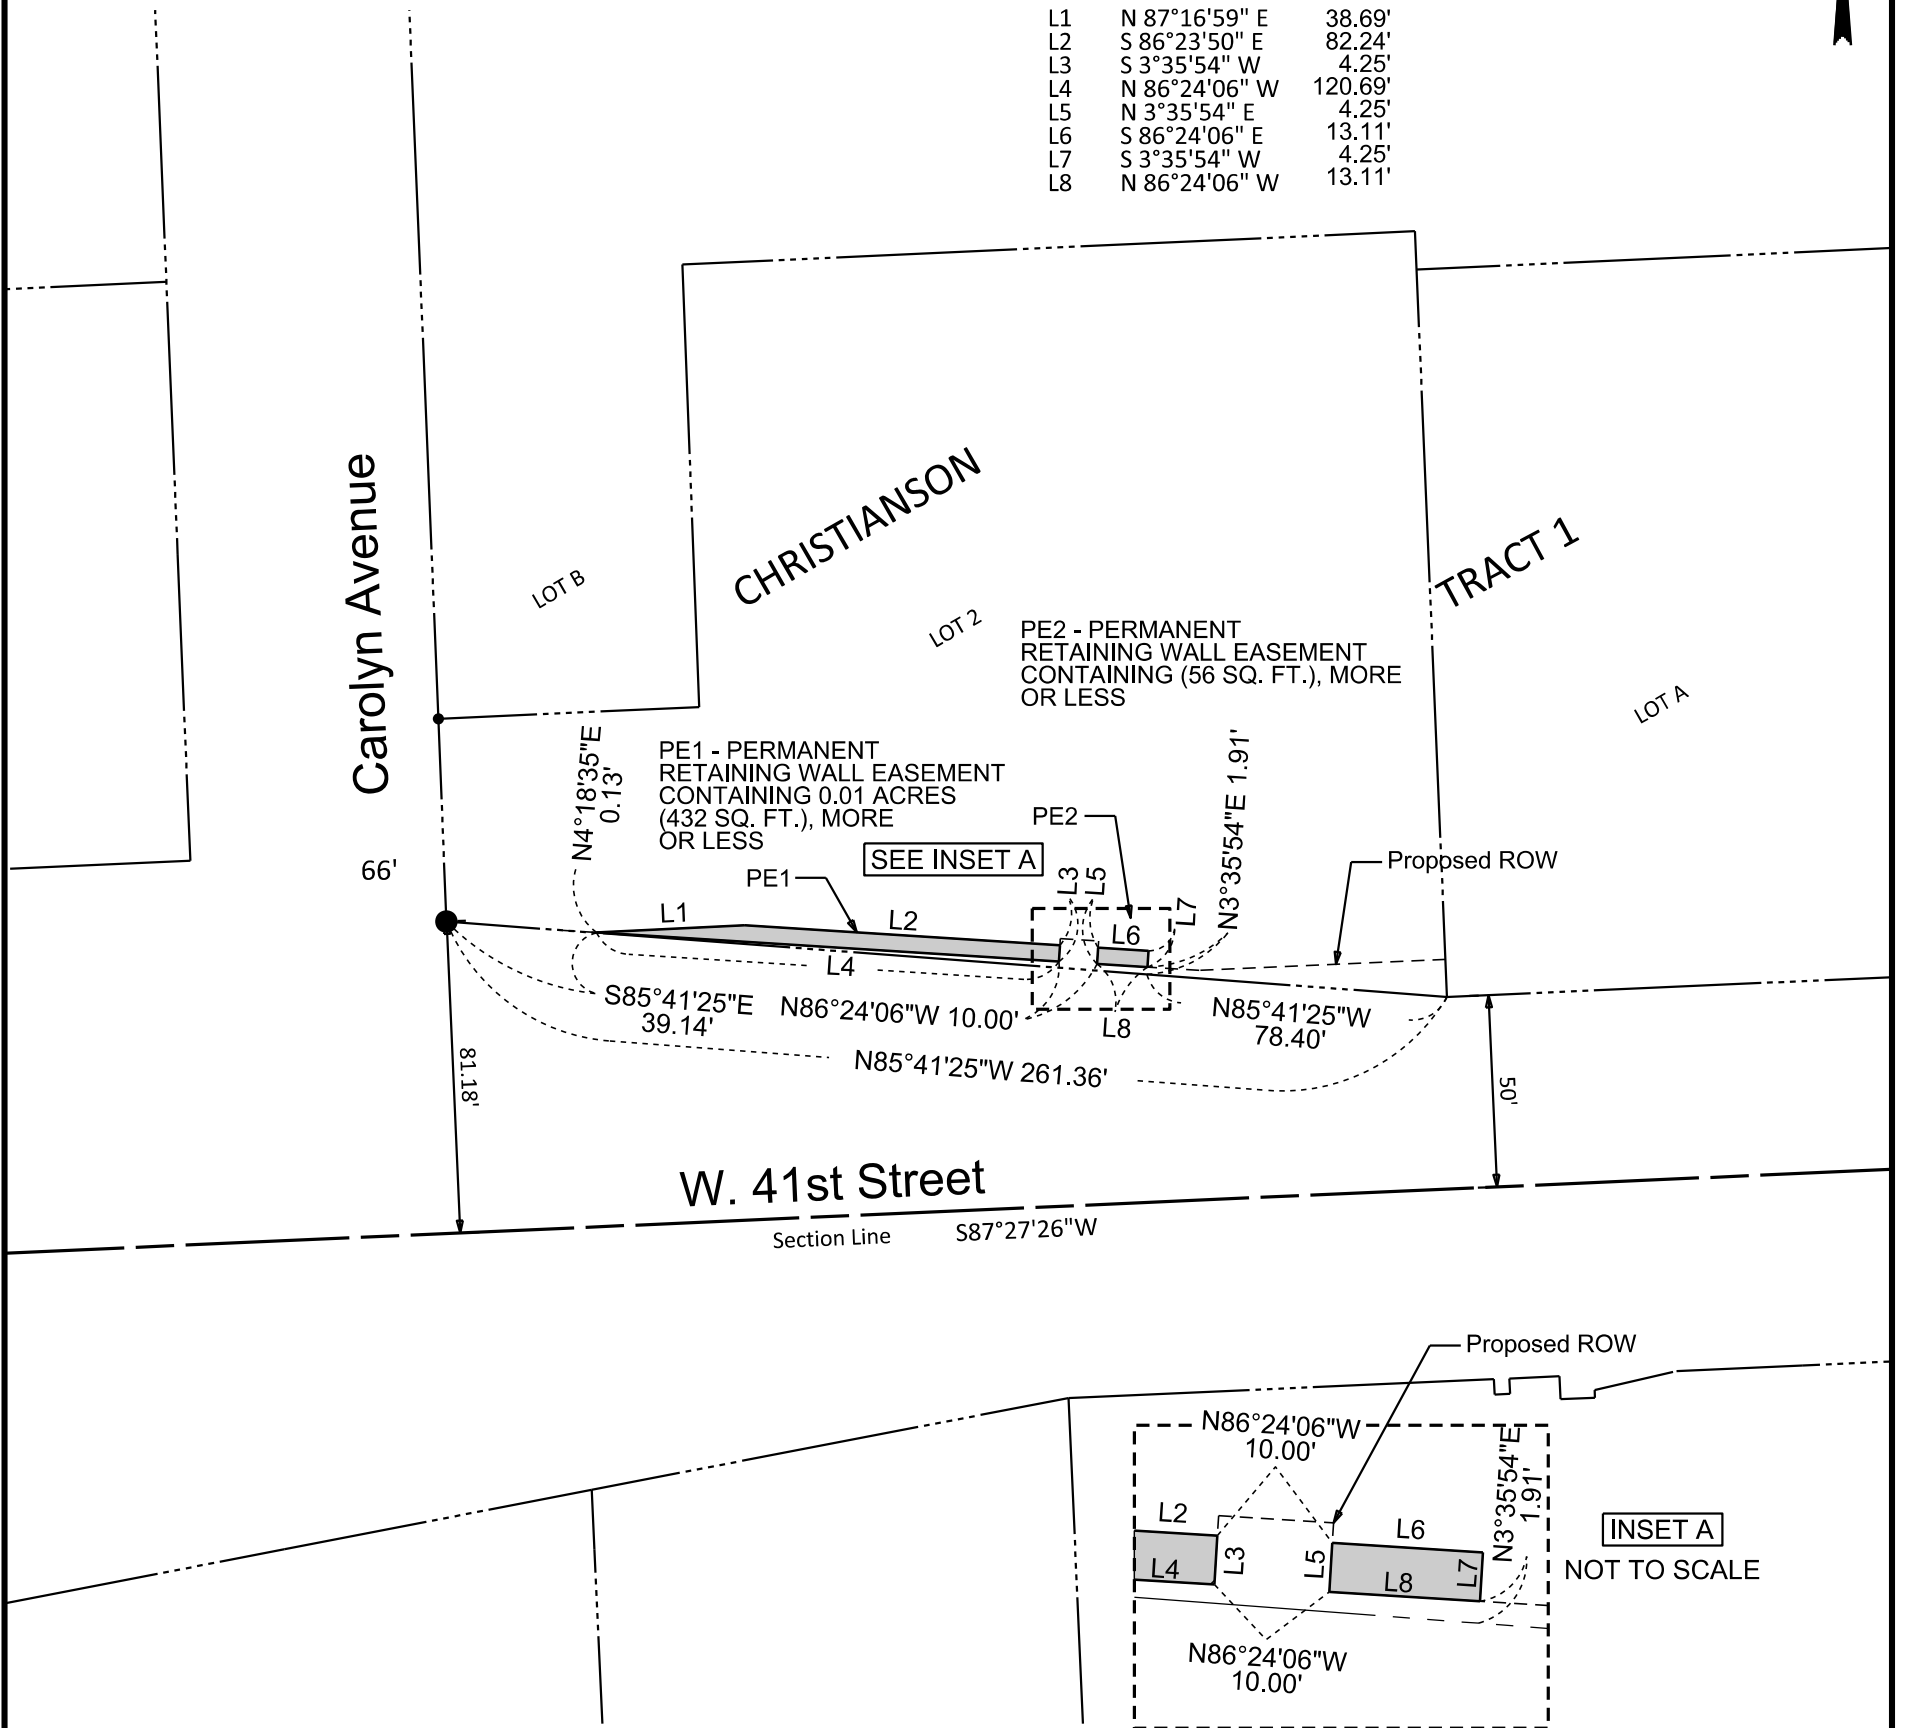 L1 N 87°16'59" E 38.69'
L2 S 86°23'50" E 82.24'
L3 S 3°35'54" W 4.25'
L4 N 86°24'06" W 120.69'
L5 N 3°35'54" E 4.25'
L6 S 86°24'06" E 13.11'
L7 S 3°35'54" W 4.25'
L8 N 86°24'06" W 13.11'
Carolyn Avenue
66'
LOT B
CHRISTIANSON
LOT 2
TRACT 1
LOT A
PE2 - PERMANENT
RETAINING WALL EASEMENT
CONTAINING (56 SQ. FT.), MORE
OR LESS
N4°18'35"E
0.13'
PE1 - PERMANENT
RETAINING WALL EASEMENT
CONTAINING 0.01 ACRES
(432 SQ. FT.), MORE
OR LESS
SEE INSET A
PE2
N3°35'54"E 1.91'
Proposed ROW
PE1
L3
L5
L7
L1
L2
L6
L4
S85°41'25"E
39.14'
N86°24'06"W 10.00'
L8
N85°41'25"W
78.40'
N85°41'25"W 261.36'
81.18'
50'
W. 41st Street
Section Line S87°27'26"W
Proposed ROW
N86°24'06"W
10.00'
N3°35'54"E
1.91'
L2
L6
L3
L5
L4
L8
L7
INSET A
NOT TO SCALE
N86°24'06"W
10.00'